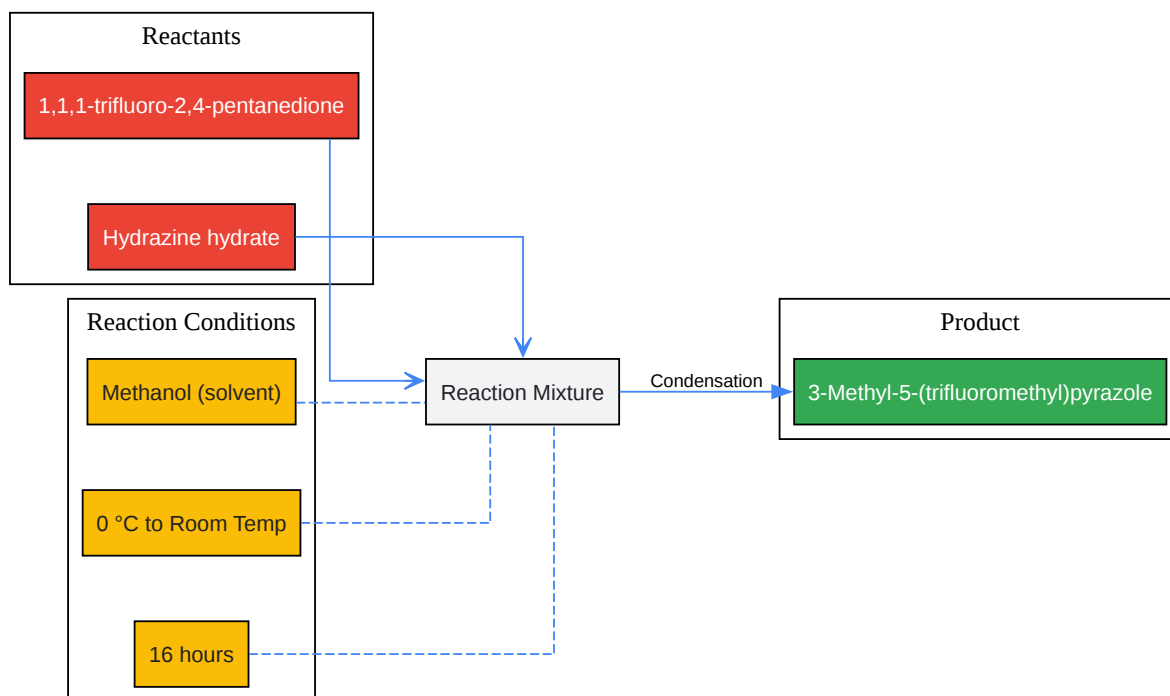 Reactants
1,1,1-trifluoro-2,4-pentanedione
Hydrazine hydrate
Reaction Conditions
Methanol (solvent)
0 °C to Room Temp
16 hours
Reaction Mixture
Condensation
Product
3-Methyl-5-(trifluoromethyl)pyrazole